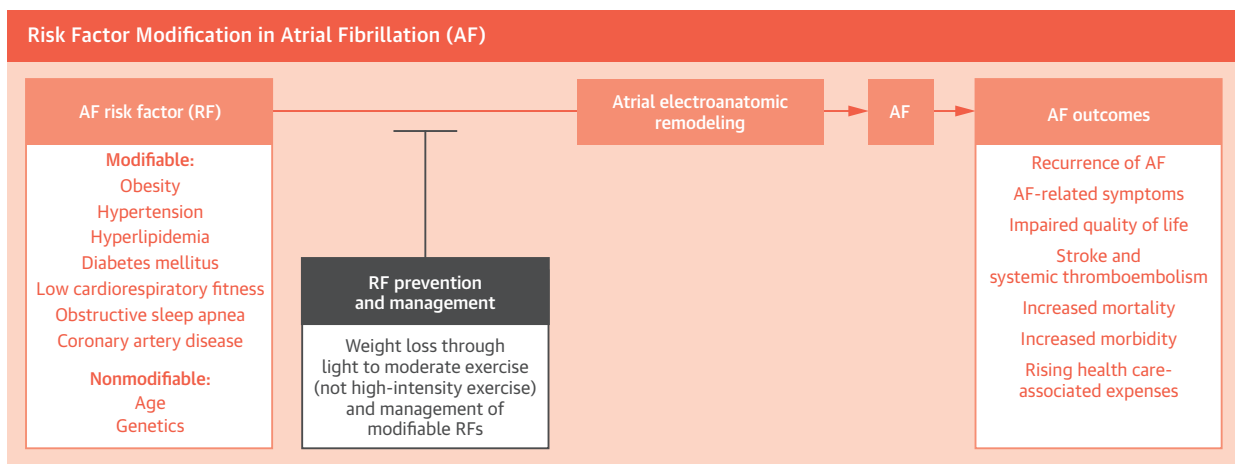 Risk Factor Modification in Atrial Fibrillation (AF)
AF risk factor (RF)
Modifiable:
Obesity
Hypertension
Hyperlipidemia
Diabetes mellitus
Low cardiorespiratory fitness
Obstructive sleep apnea
Coronary artery disease
Nonmodifiable:
Age
Genetics
RF prevention
and management
Weight loss through
light to moderate exercise
(not high-intensity exercise)
and management of
modifiable RFs
Atrial electroanatomic
remodeling
AF
AF outcomes
Recurrence of AF
AF-related symptoms
Impaired quality of life
Stroke and
systemic thromboembolism
Increased mortality
Increased morbidity
Rising health care-
associated expenses